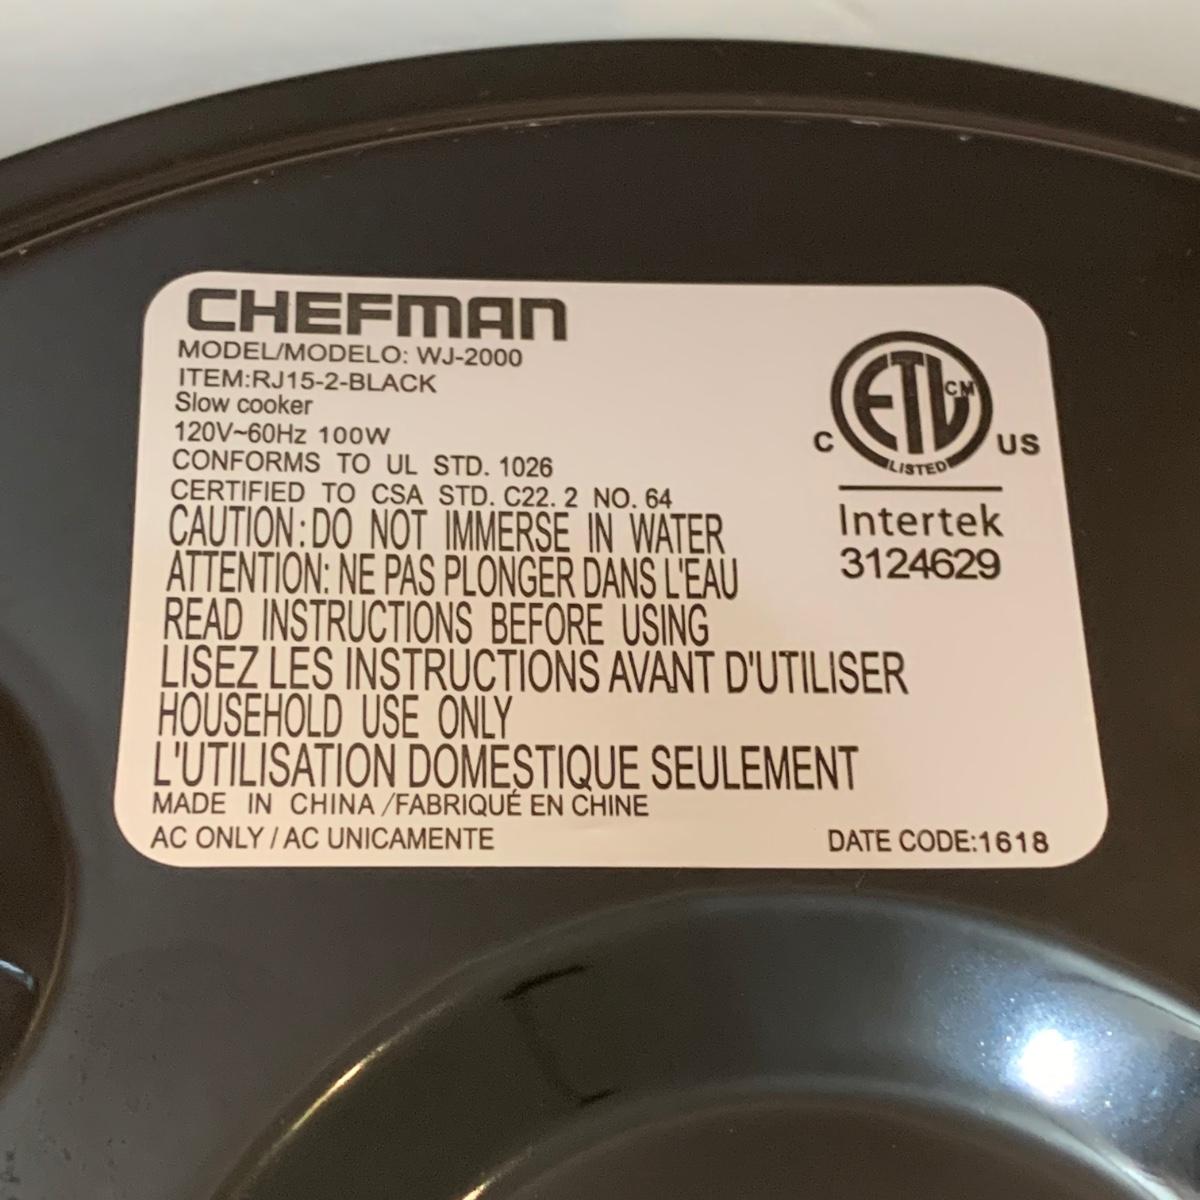 CHEFMAN
MODEL/MODELO: WJ-2000
ITEM:RJ15-2-BLACK
Slow cooker
120V~60Hz 100W
CONFORMS TO UL STD. 1026
CERTIFIED TO CSA STD. C22. 2 NO. 64
CAUTION: DO NOT IMMERSE IN WATER
ATTENTION: NE PAS PLONGER DANS L'EAU
READ INSTRUCTIONS BEFORE USING
LISEZ LES INSTRUCTIONS AVANT D'UTILISER
HOUSEHOLD USE ONLY
L'UTILISATION DOMESTIQUE SEULEMENT
MADE IN CHINA /FABRIQUÉ EN CHINE
AC ONLY / AC UNICAMENTE
ETL CM
C US
LISTED
Intertek
3124629
DATE CODE:1618